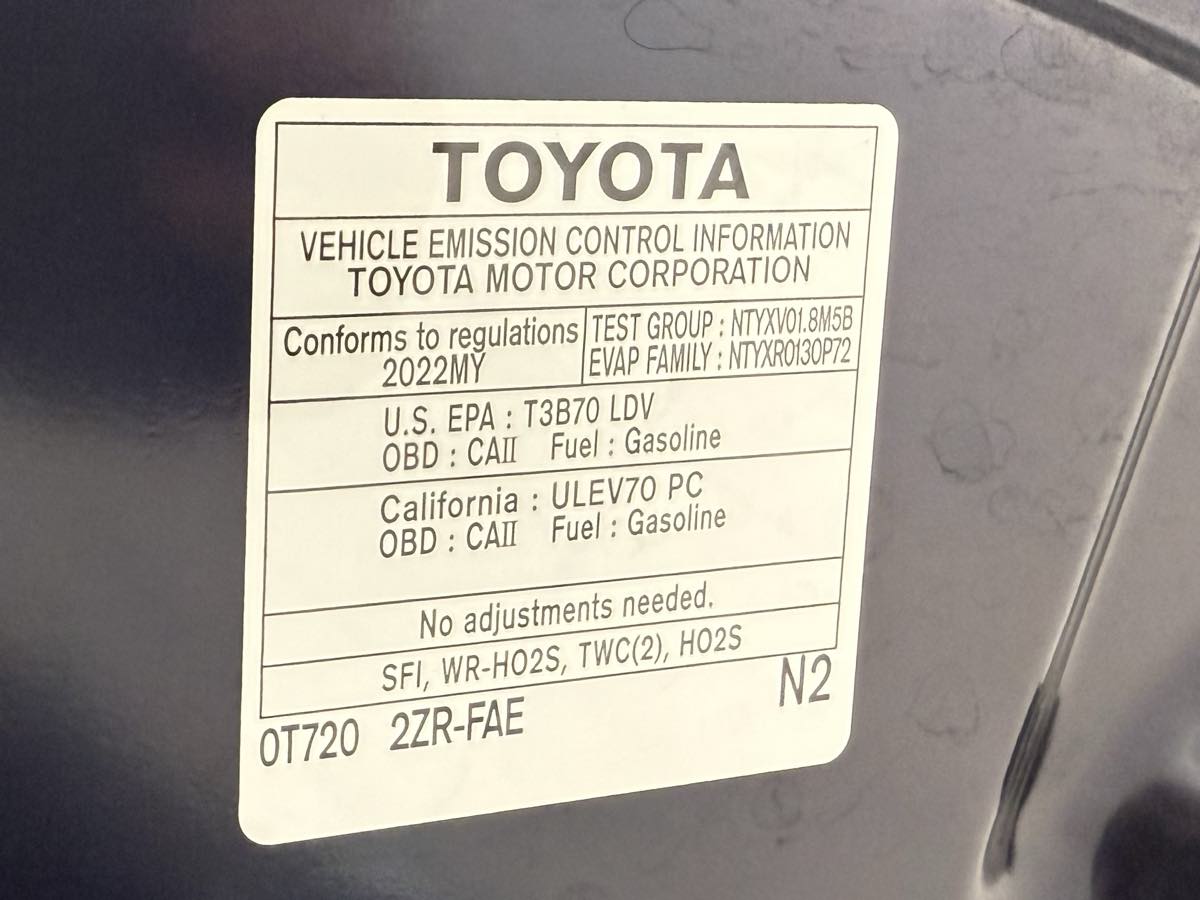 TOYOTA
VEHICLE EMISSION CONTROL INFORMATION
TOYOTA MOTOR CORPORATION
Conforms to regulations
2022MY
TEST GROUP : NTYXV01.8M5B
EVAP FAMILY : NTYXR0130P72
U.S. EPA : T3B70 LDV
OBD : CAII Fuel : Gasoline
California : ULEV70 PC
OBD : CAII Fuel : Gasoline
No adjustments needed.
SFI, WR-HO2S, TWC(2), HO2S
0T720 2ZR-FAE N2